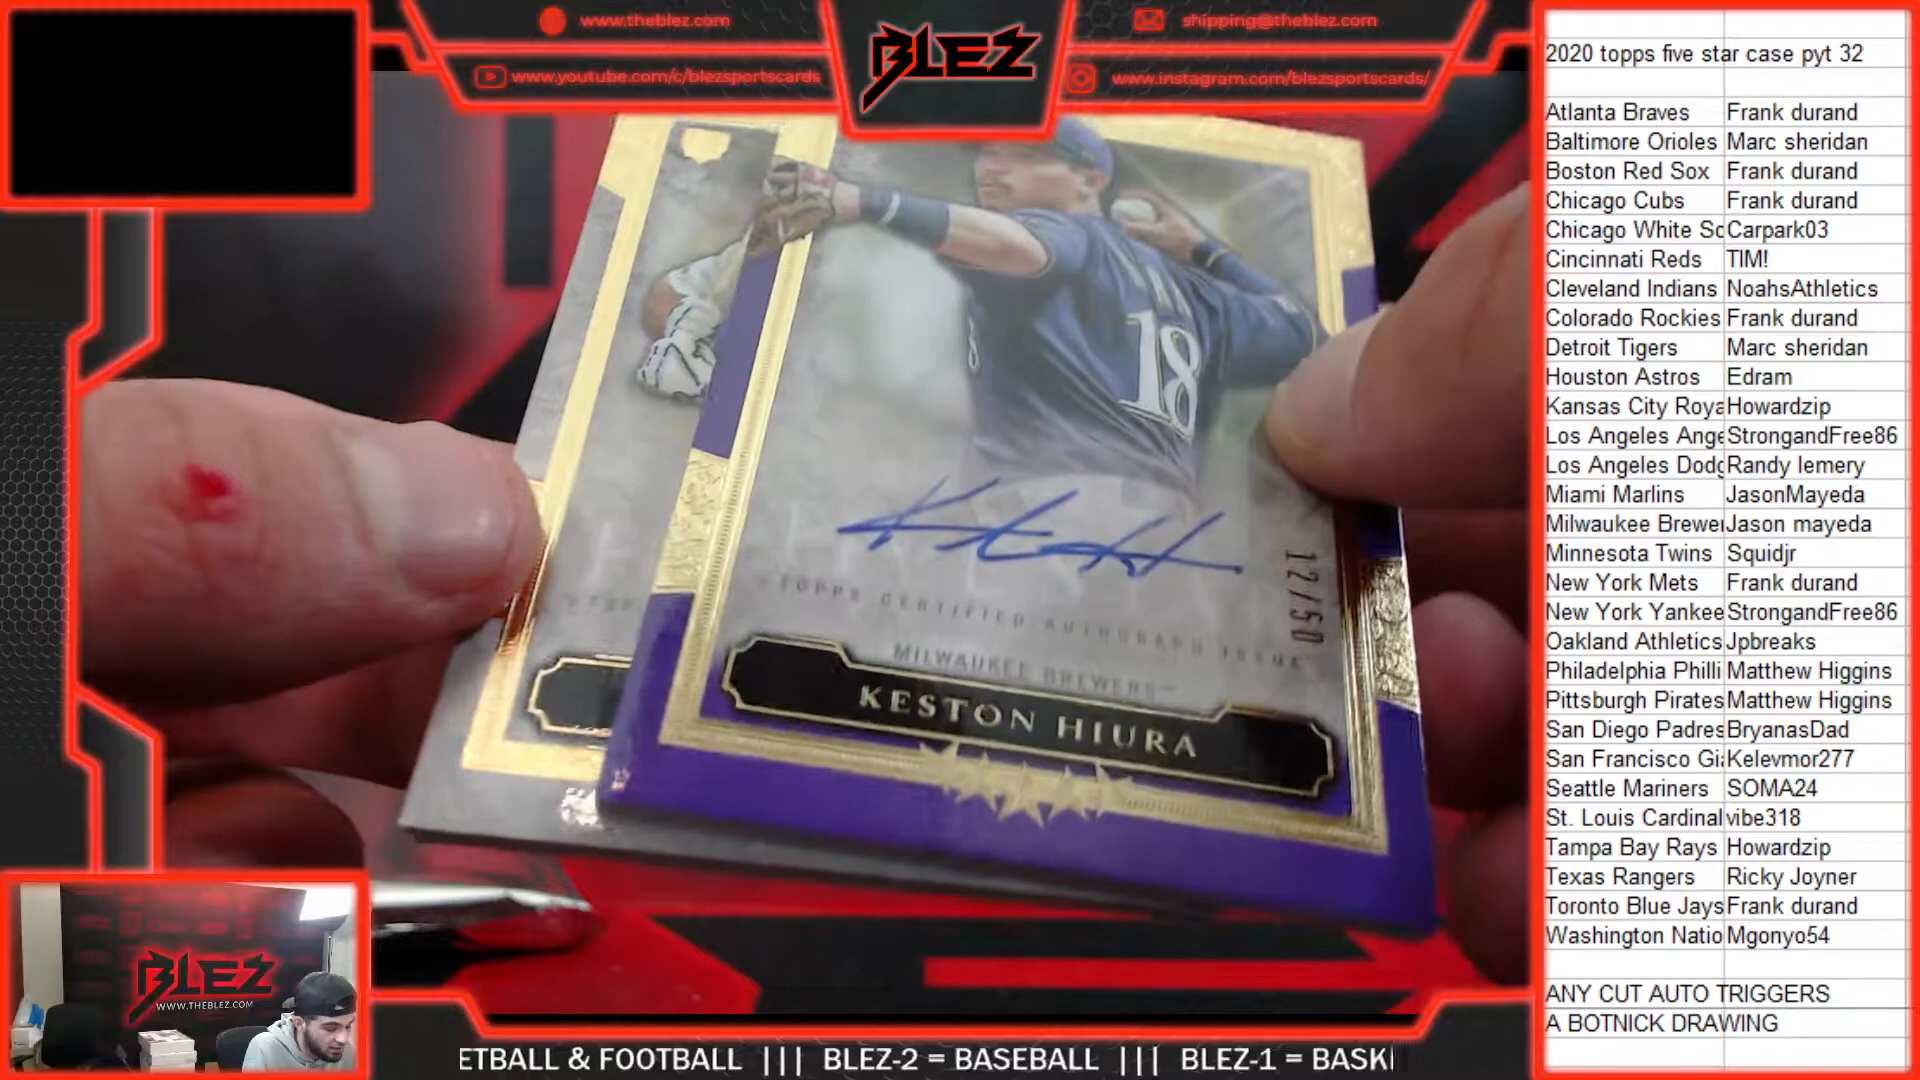 www.theblez.com
BLEZ
shipping@theblez.com
www.youtube.com/c/blezsportscards
www.instagram.com/blezsportscards/
18
12/50
TOPPS CERTIFIED AUTOGRAPH ISSUE
MILWAUKEE BREWERS™
KESTON HIURA
BLEZ
WWW.THEBLEZ.COM
ETBALL & FOOTBALL ||| BLEZ-2 = BASEBALL ||| BLEZ-1 = BASK
2020 topps five star case pyt 32
Atlanta Braves Frank durand
Baltimore Orioles Marc sheridan
Boston Red Sox Frank durand
Chicago Cubs Frank durand
Chicago White So Carpark03
Cincinnati Reds TIM!
Cleveland Indians NoahsAthletics
Colorado Rockies Frank durand
Detroit Tigers Marc sheridan
Houston Astros Edram
Kansas City Roya Howardzip
Los Angeles Ange StrongandFree86
Los Angeles Dodg Randy lemery
Miami Marlins JasonMayeda
Milwaukee Brewer Jason mayeda
Minnesota Twins Squidjr
New York Mets Frank durand
New York Yankee StrongandFree86
Oakland Athletics Jpbreaks
Philadelphia Philli Matthew Higgins
Pittsburgh Pirates Matthew Higgins
San Diego Padres BryanasDad
San Francisco Gia Kelevmor277
Seattle Mariners SOMA24
St. Louis Cardinal vibe318
Tampa Bay Rays Howardzip
Texas Rangers Ricky Joyner
Toronto Blue Jays Frank durand
Washington Natio Mgonyo54
ANY CUT AUTO TRIGGERS
A BOTNICK DRAWING